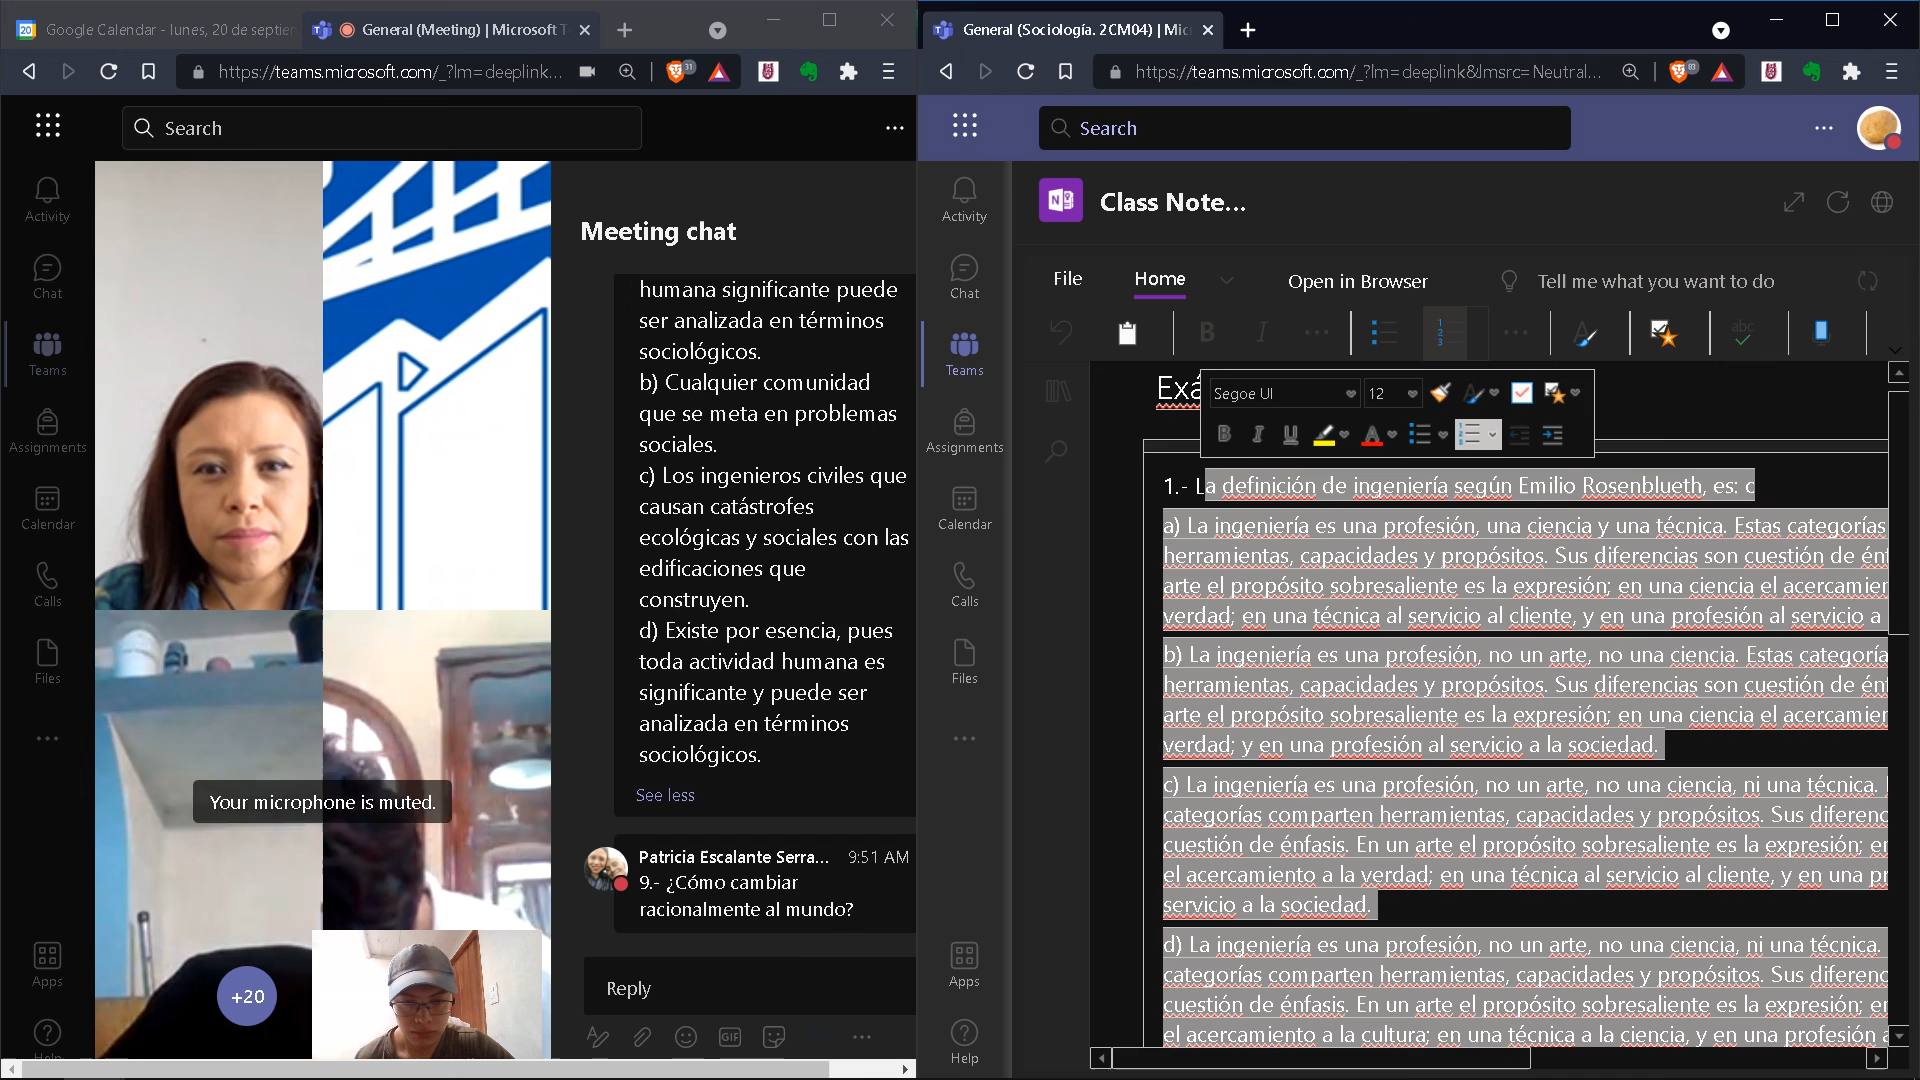 Google Calendar - lunes, 20 de septien
General (Meeting) | Microsoft T
https://teams.microsoft.com/_?lm=deeplink...
31
Search
Activity
Chat
Teams
Assignments
Calendar
Calls
Files
Apps
Help
Your microphone is muted.
+20
Meeting chat
humana significante puede
ser analizada en términos
sociológicos.
b) Cualquier comunidad
que se meta en problemas
sociales.
c) Los ingenieros civiles que
causan catástrofes
ecológicas y sociales con las
edificaciones que
construyen.
d) Existe por esencia, pues
toda actividad humana es
significante y puede ser
analizada en términos
sociológicos.
See less
Patricia Escalante Serra... 9:51 AM
9.- ¿Cómo cambiar
racionalmente al mundo?
Reply
GIF
General (Sociología. 2CM04) | Mic
https://teams.microsoft.com/_?lm=deeplink&lmsrc=Neutral...
Search
Activity
Chat
Teams
Assignments
Calendar
Calls
Files
Apps
Help
Class Note...
File Home Open in Browser Tell me what you want to do
B I abc
Exá
Segoe UI 12
B I U A
1.- La definición de ingeniería según Emilio Rosenblueth, es: c
a) La ingeniería es una profesión, una ciencia y una técnica. Estas categorías
herramientas, capacidades y propósitos. Sus diferencias son cuestión de énf
arte el propósito sobresaliente es la expresión; en una ciencia el acercamien
verdad; en una técnica al servicio al cliente, y en una profesión al servicio a
b) La ingeniería es una profesión, no un arte, no una ciencia. Estas categoría
herramientas, capacidades y propósitos. Sus diferencias son cuestión de énf
arte el propósito sobresaliente es la expresión; en una ciencia el acercamien
verdad; y en una profesión al servicio a la sociedad.
c) La ingeniería es una profesión, no un arte, no una ciencia, ni una técnica.
categorías comparten herramientas, capacidades y propósitos. Sus diferenc
cuestión de énfasis. En un arte el propósito sobresaliente es la expresión; en
el acercamiento a la verdad; en una técnica al servicio al cliente, y en una pr
servicio a la sociedad.
d) La ingeniería es una profesión, no un arte, no una ciencia, ni una técnica.
categorías comparten herramientas, capacidades y propósitos. Sus diferenc
cuestión de énfasis. En un arte el propósito sobresaliente es la expresión; en
el acercamiento a la cultura; en una técnica a la ciencia, y en una profesión a